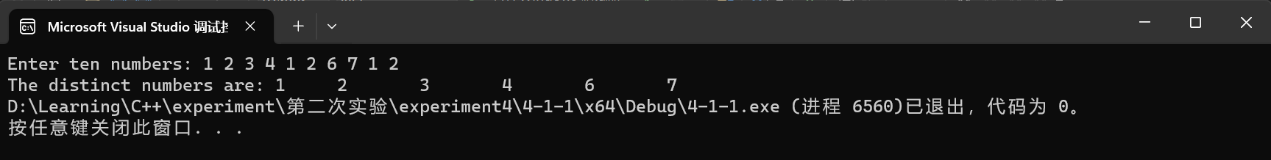 Microsoft Visual Studio 调试
Enter ten numbers: 1 2 3 4 1 2 6 7 1 2
The distinct numbers are: 1 2 3 4 6 7
D:\Learning\C++\experiment\第二次实验\experiment4\4-1-1\x64\Debug\4-1-1.exe (进程 6560)已退出，代码为 0。
按任意键关闭此窗口. . .